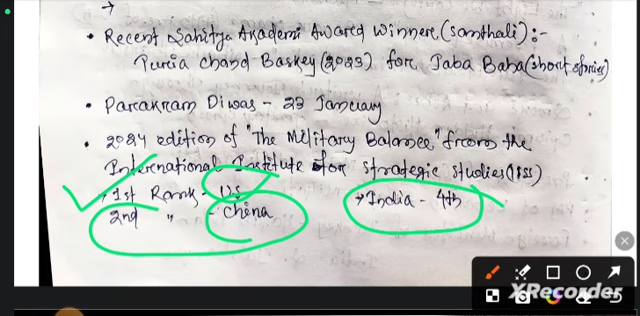 →
• Recent Sahitya Akademi Award Winner (Santhali) :-
Turia Chand Baskey (2023) for Jaba Baha (short stories)
• Parakram Diwas - 23 January
• 2024 edition of "The Military Balance" from the
International Institute for Strategic Studies (IISS)
→ 1st Rank - US → India - 4th
2nd " - China
XRecorder